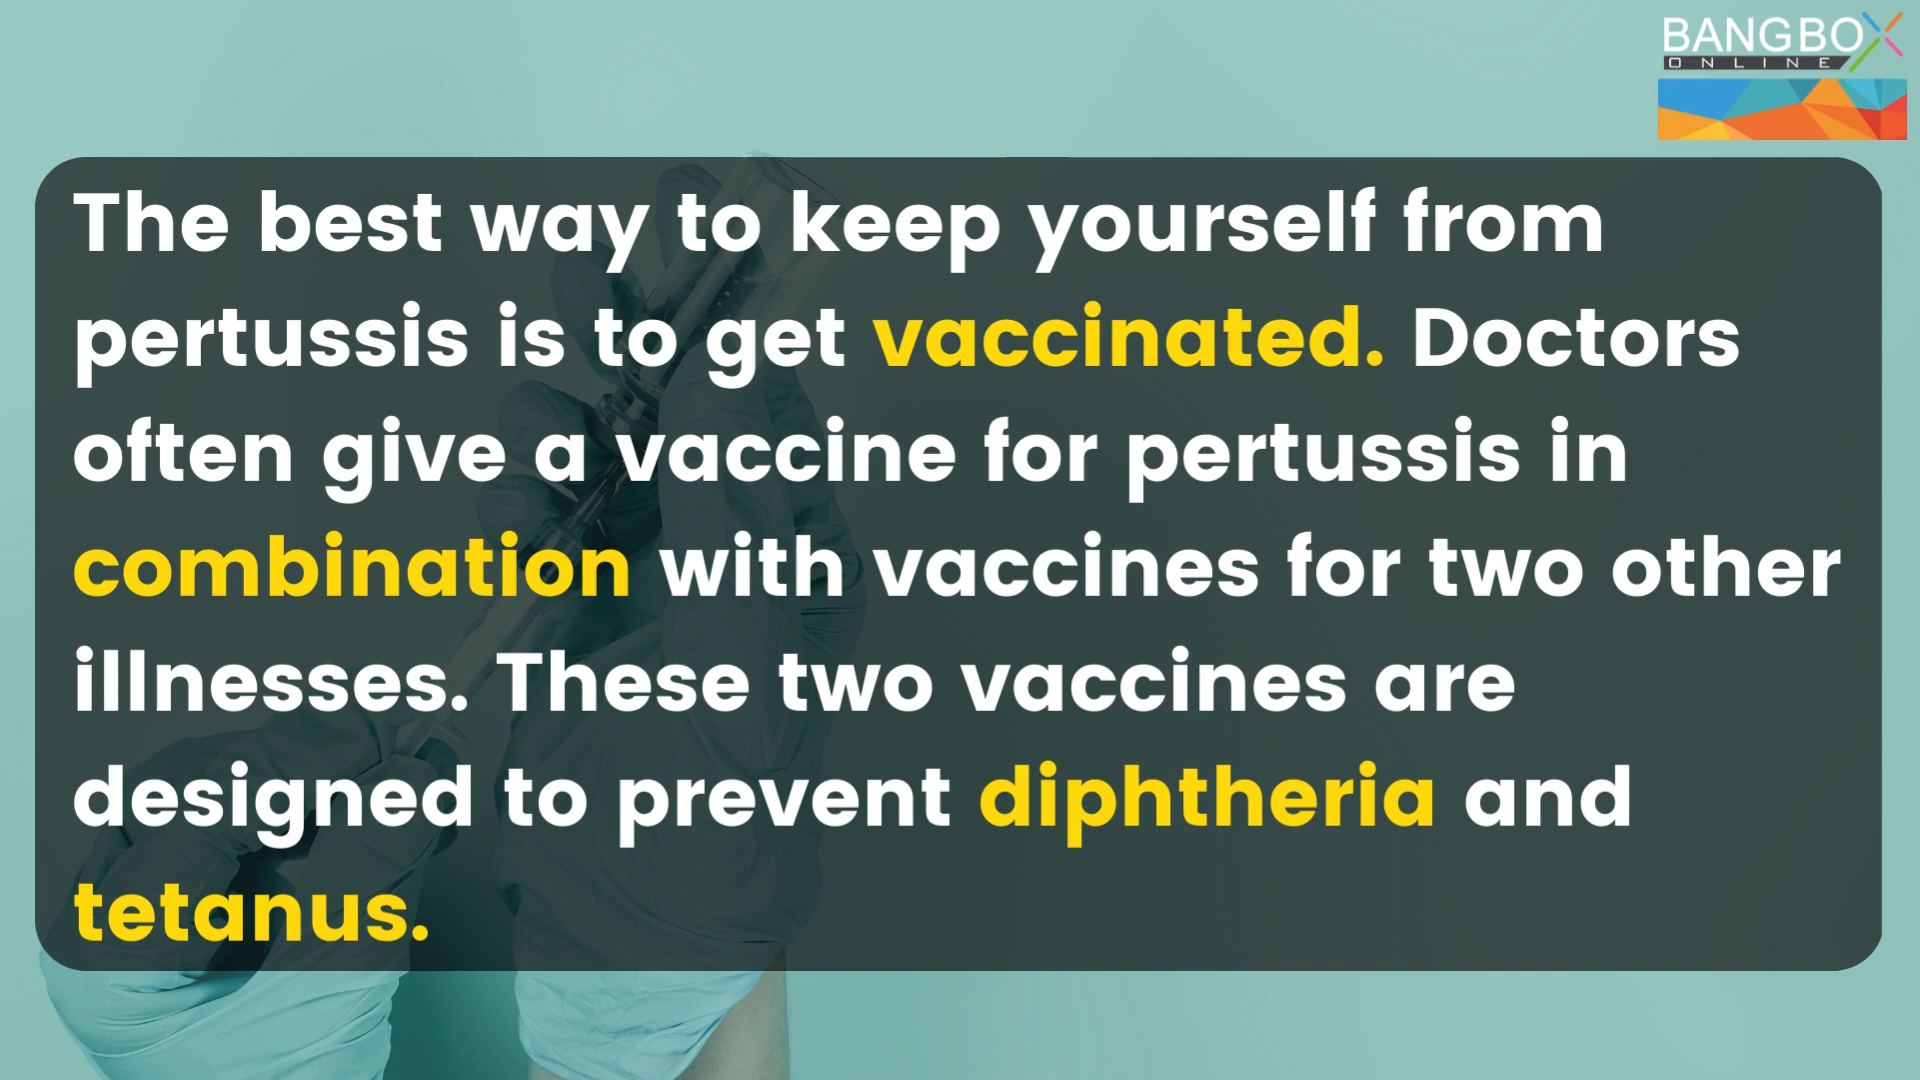 BANGBOX
ONLINE
The best way to keep yourself from
pertussis is to get vaccinated. Doctors
often give a vaccine for pertussis in
combination with vaccines for two other
illnesses. These two vaccines are
designed to prevent diphtheria and
tetanus.